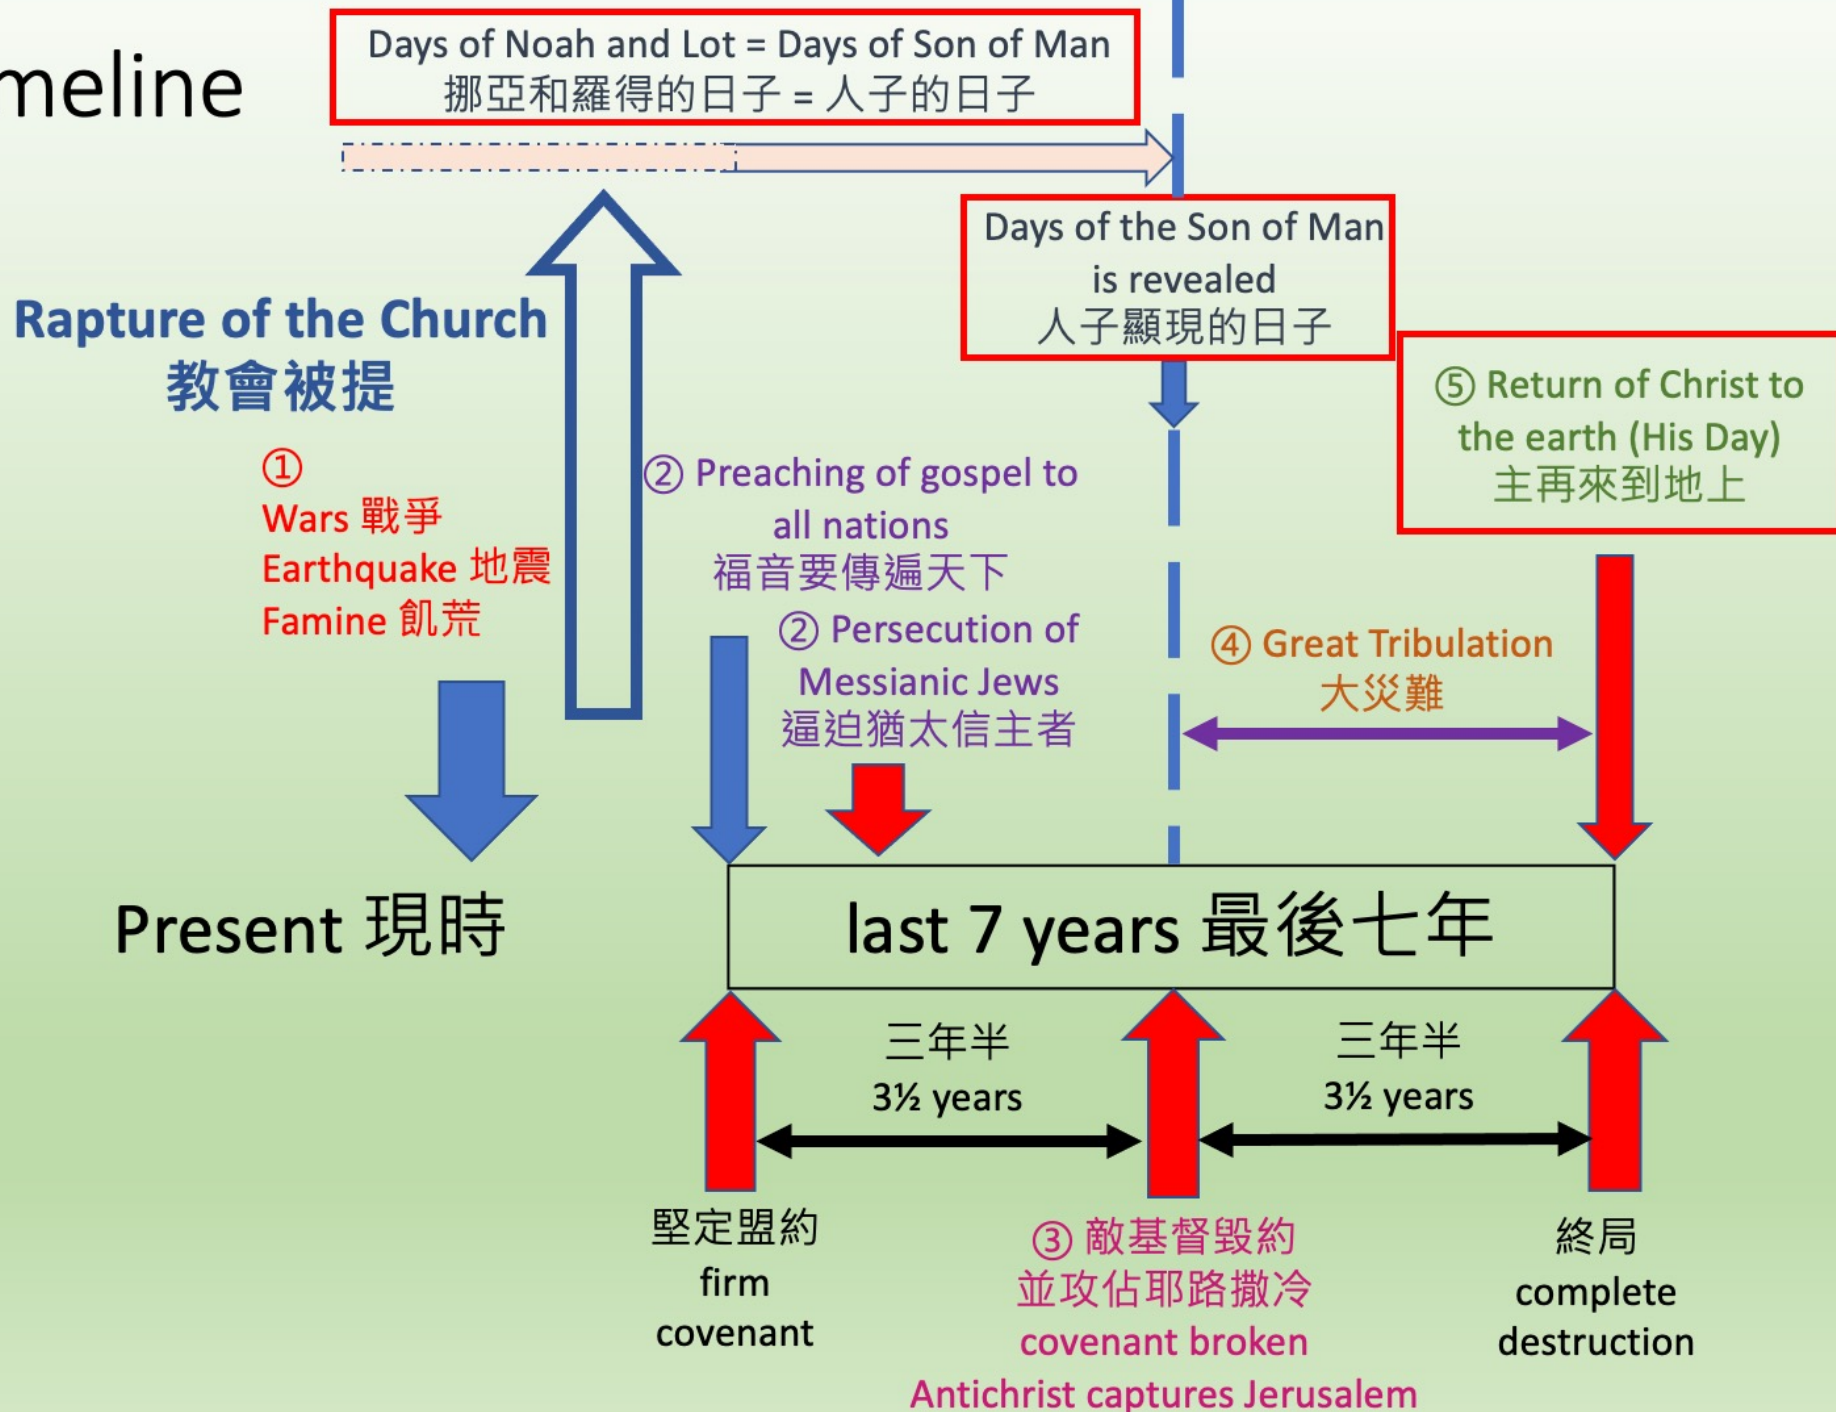 meline
Days of Noah and Lot = Days of Son of Man
挪亞和羅得的日子 = 人子的日子
Days of the Son of Man
is revealed
人子顯現的日子
Rapture of the Church
教會被提
⑤ Return of Christ to
the earth (His Day)
主再來到地上
①
Wars 戰爭
Earthquake 地震
Famine 飢荒
② Preaching of gospel to
all nations
福音要傳遍天下
② Persecution of
Messianic Jews
逼迫猶太信主者
④ Great Tribulation
大災難
Present 現時
last 7 years 最後七年
三年半
3½ years
三年半
3½ years
堅定盟約
firm
covenant
③ 敵基督毀約
並攻佔耶路撒冷
covenant broken
Antichrist captures Jerusalem
終局
complete
destruction